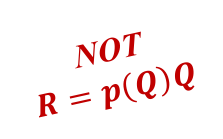 NOT
R = p(Q)Q